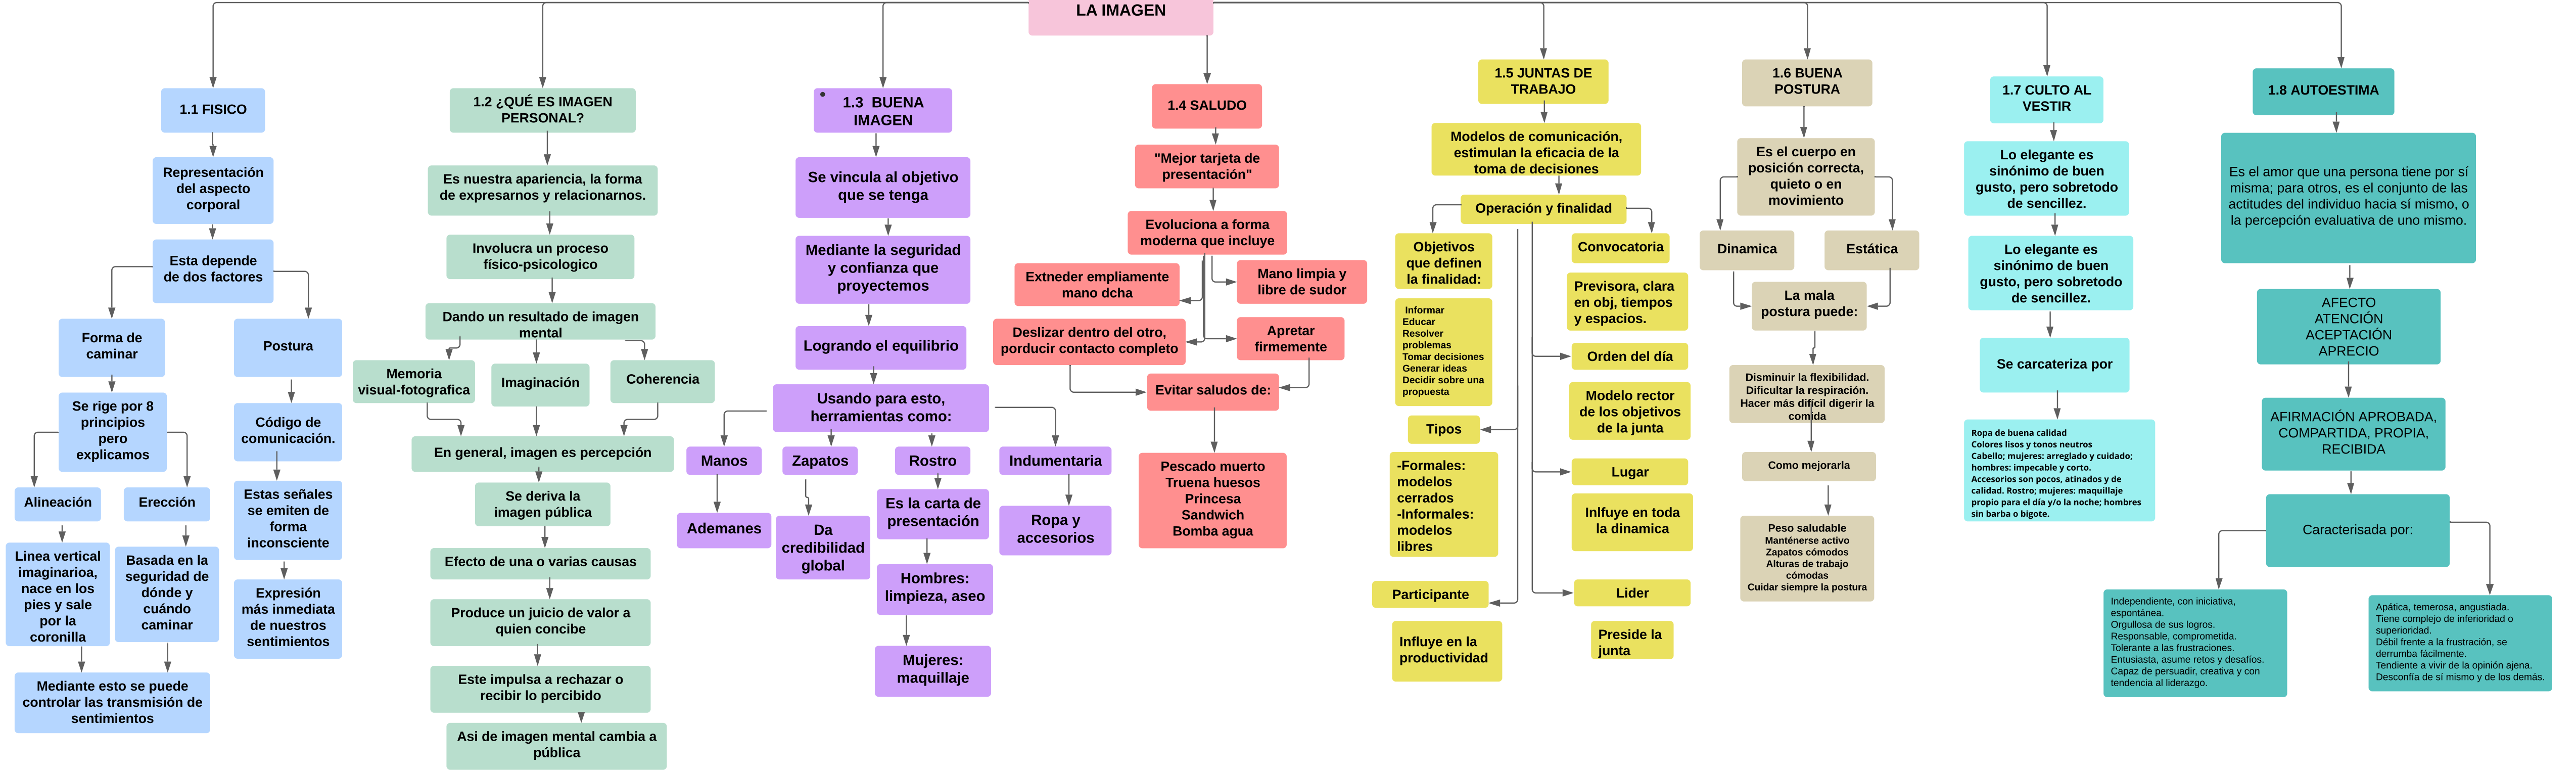 LA IMAGEN
1.1 FISICO
Representación
del aspecto
corporal
Esta depende
de dos factores
Forma de
caminar
Postura
Se rige por 8
principios
pero
explicamos
Código de
comunicación.
Alineación
Erección
Estas señales
se emiten de
forma
inconsciente
Linea vertical
imaginarioa,
nace en los
pies y sale
por la
coronilla
Basada en la
seguridad de
dónde y
cuándo
caminar
Expresión
más inmediata
de nuestros
sentimientos
Mediante esto se puede
controlar las transmisión de
sentimientos
1.2 ¿QUÉ ES IMAGEN
PERSONAL?
Es nuestra apariencia, la forma
de expresarnos y relacionarnos.
Involucra un proceso
físico-psicologico
Dando un resultado de imagen
mental
Memoria
visual-fotografica
Imaginación
Coherencia
En general, imagen es percepción
Se deriva la
imagen pública
Efecto de una o varias causas
Produce un juicio de valor a
quien concibe
Este impulsa a rechazar o
recibir lo percibido
Asi de imagen mental cambia a
pública
1.3 BUENA
IMAGEN
Se vincula al objetivo
que se tenga
Mediante la seguridad
y confianza que
proyectemos
Logrando el equilibrio
Usando para esto,
herramientas como:
Manos
Zapatos
Rostro
Indumentaria
Ademanes
Da
credibilidad
global
Es la carta de
presentación
Ropa y
accesorios
Hombres:
limpieza, aseo
Mujeres:
maquillaje
1.4 SALUDO
"Mejor tarjeta de
presentación"
Evoluciona a forma
moderna que incluye
Extneder empliamente
mano dcha
Mano limpia y
libre de sudor
Deslizar dentro del otro,
porducir contacto completo
Apretar
firmemente
Evitar saludos de:
Pescado muerto
Truena huesos
Princesa
Sandwich
Bomba agua
1.5 JUNTAS DE
TRABAJO
Modelos de comunicación,
estimulan la eficacia de la
toma de decisiones
Operación y finalidad
Objetivos
que definen
la finalidad:
Informar
Educar
Resolver
problemas
Tomar decisiones
Generar ideas
Decidir sobre una
propuesta
Tipos
-Formales:
modelos
cerrados
-Informales:
modelos
libres
Participante
Influye en la
productividad
Convocatoria
Previsora, clara
en obj, tiempos
y espacios.
Orden del día
Modelo rector
de los objetivos
de la junta
Lugar
Inlfuye en toda
la dinamica
Lider
Preside la
junta
1.6 BUENA
POSTURA
Es el cuerpo en
posición correcta,
quieto o en
movimiento
Dinamica
Estática
La mala
postura puede:
Disminuir la flexibilidad.
Dificultar la respiración.
Hacer más difícil digerir la
comida
Como mejorarla
Peso saludable
Manténerse activo
Zapatos cómodos
Alturas de trabajo
cómodas
Cuidar siempre la postura
1.7 CULTO AL
VESTIR
Lo elegante es
sinónimo de buen
gusto, pero sobretodo
de sencillez.
Lo elegante es
sinónimo de buen
gusto, pero sobretodo
de sencillez.
Se carcateriza por
Ropa de buena calidad
Colores lisos y tonos neutros
Cabello; mujeres: arreglado y cuidado;
hombres: impecable y corto.
Accesorios son pocos, atinados y de
calidad. Rostro; mujeres: maquillaje
propio para el día y/o la noche; hombres
sin barba o bigote.
1.8 AUTOESTIMA
Es el amor que una persona tiene por sí
misma; para otros, es el conjunto de las
actitudes del individuo hacia sí mismo, o
la percepción evaluativa de uno mismo.
AFECTO
ATENCIÓN
ACEPTACIÓN
APRECIO
AFIRMACIÓN APROBADA,
COMPARTIDA, PROPIA,
RECIBIDA
Caracterisada por:
Independiente, con iniciativa,
espontánea.
Orgullosa de sus logros.
Responsable, comprometida.
Tolerante a las frustraciones.
Entusiasta, asume retos y desafíos.
Capaz de persuadir, creativa y con
tendencia al liderazgo.
Apática, temerosa, angustiada.
Tiene complejo de inferioridad o
superioridad.
Débil frente a la frustración, se
derrumba fácilmente.
Tendiente a vivir de la opinión ajena.
Desconfía de sí mismo y de los demás.